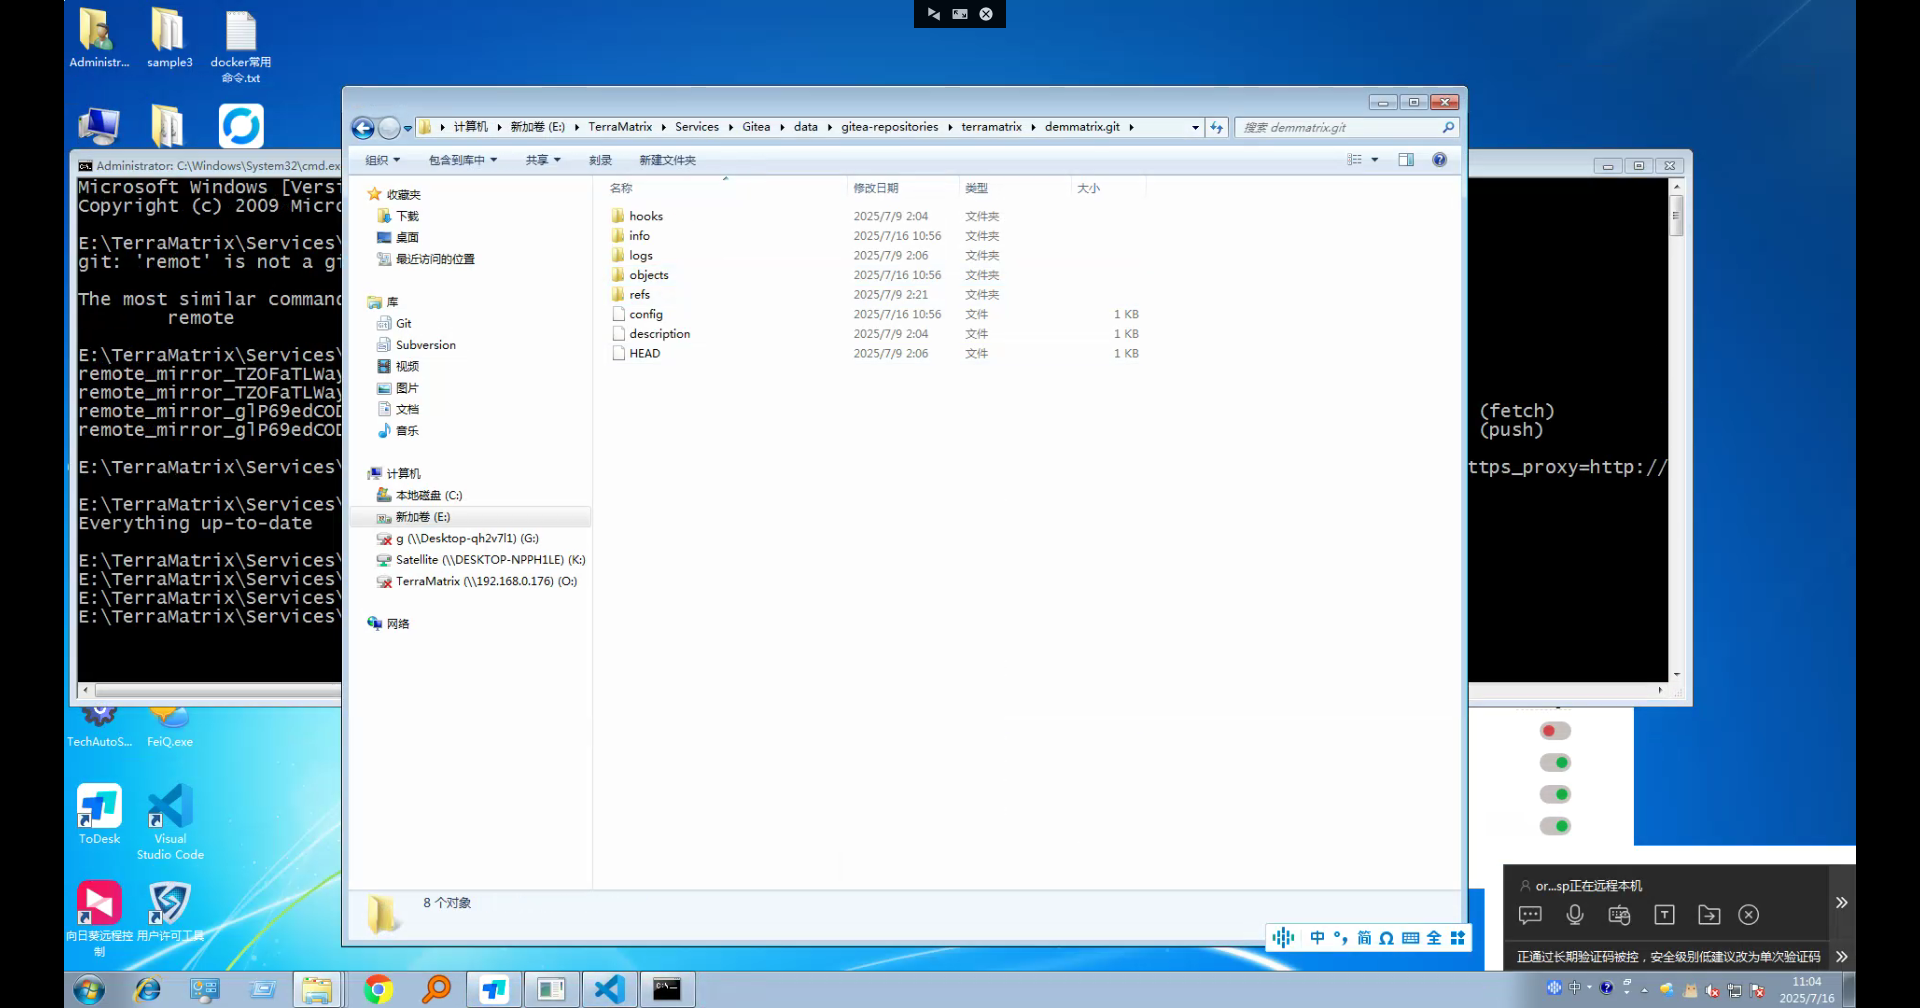 Administr...
sample3
docker常用
命令.txt
计算机
新加卷 (E:)
TerraMatrix
Services
Gitea
data
gitea-repositories
terramatrix
demmatrix.git
搜索 demmatrix.git
组织
包含到库中
共享
刻录
新建文件夹
Administrator: C:\Windows\System32\cmd.ex
Microsoft Windows [Versi
Copyright (c) 2009 Micro
E:\TerraMatrix\Services\
git: 'remot' is not a gi
The most similar command
remote
E:\TerraMatrix\Services\
remote_mirror_TZOFaTLWay
remote_mirror_TZOFaTLWay
remote_mirror_glP69edCOD
remote_mirror_glP69edCOD
E:\TerraMatrix\Services\
E:\TerraMatrix\Services\
Everything up-to-date
E:\TerraMatrix\Services\
E:\TerraMatrix\Services\
E:\TerraMatrix\Services\
E:\TerraMatrix\Services\
(fetch)
(push)
ttps_proxy=http://
收藏夹
下载
桌面
最近访问的位置
库
Git
Subversion
视频
图片
文档
音乐
计算机
本地磁盘 (C:)
新加卷 (E:)
g (\\Desktop-qh2v7l1) (G:)
Satellite (\\DESKTOP-NPPH1LE) (K:)
TerraMatrix (\\192.168.0.176) (O:)
网络
名称 修改日期 类型 大小
hooks 2025/7/9 2:04 文件夹
info 2025/7/16 10:56 文件夹
logs 2025/7/9 2:06 文件夹
objects 2025/7/16 10:56 文件夹
refs 2025/7/9 2:21 文件夹
config 2025/7/16 10:56 文件 1 KB
description 2025/7/9 2:04 文件 1 KB
HEAD 2025/7/9 2:06 文件 1 KB
8 个对象
TechAutoS...
FeiQ.exe
ToDesk
Visual
Studio Code
向日葵远程控
制
用户许可工具
中 °, 简 Ω 全
or...sp正在远程本机
正通过长期验证码被控，安全级别低建议改为单次验证码
中
11:04
2025/7/16